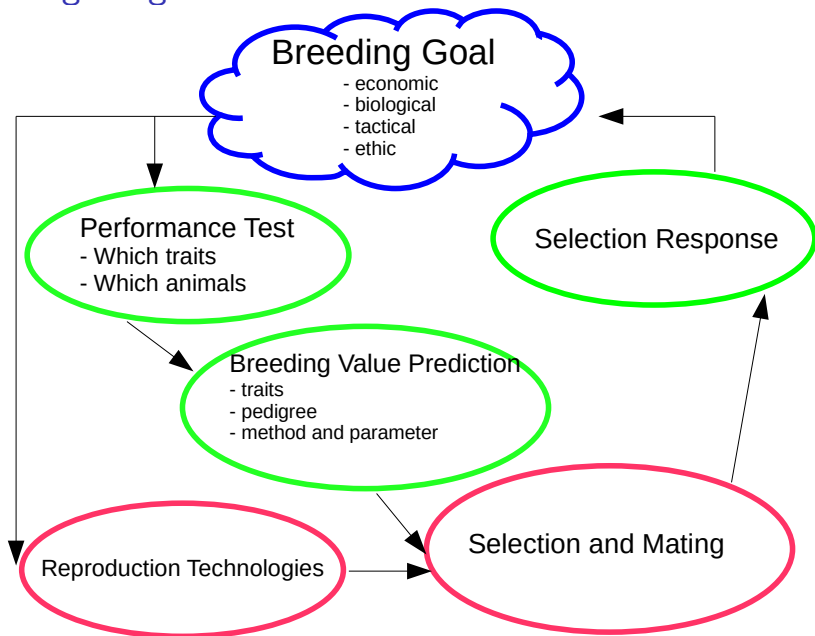 Breeding Goal
- economic
- biological
- tactical
- ethic
Performance Test
- Which traits
- Which animals
Selection Response
Breeding Value Prediction
- traits
- pedigree
- method and parameter
Selection and Mating
Reproduction Technologies